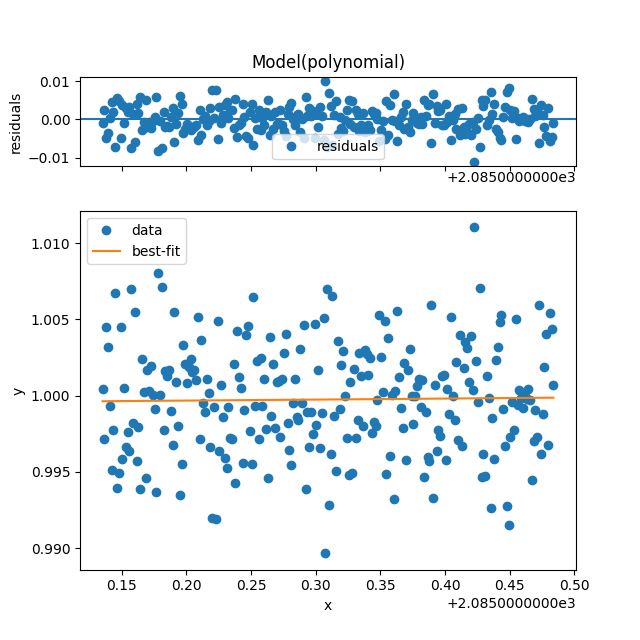 Model(polynomial)
0.01
0.00
−0.01
residuals
residuals
+2.0850000000e3
data
best-fit
1.010
1.005
1.000
0.995
0.990
y
0.15 0.20 0.25 0.30 0.35 0.40 0.45 0.50
x
+2.0850000000e3